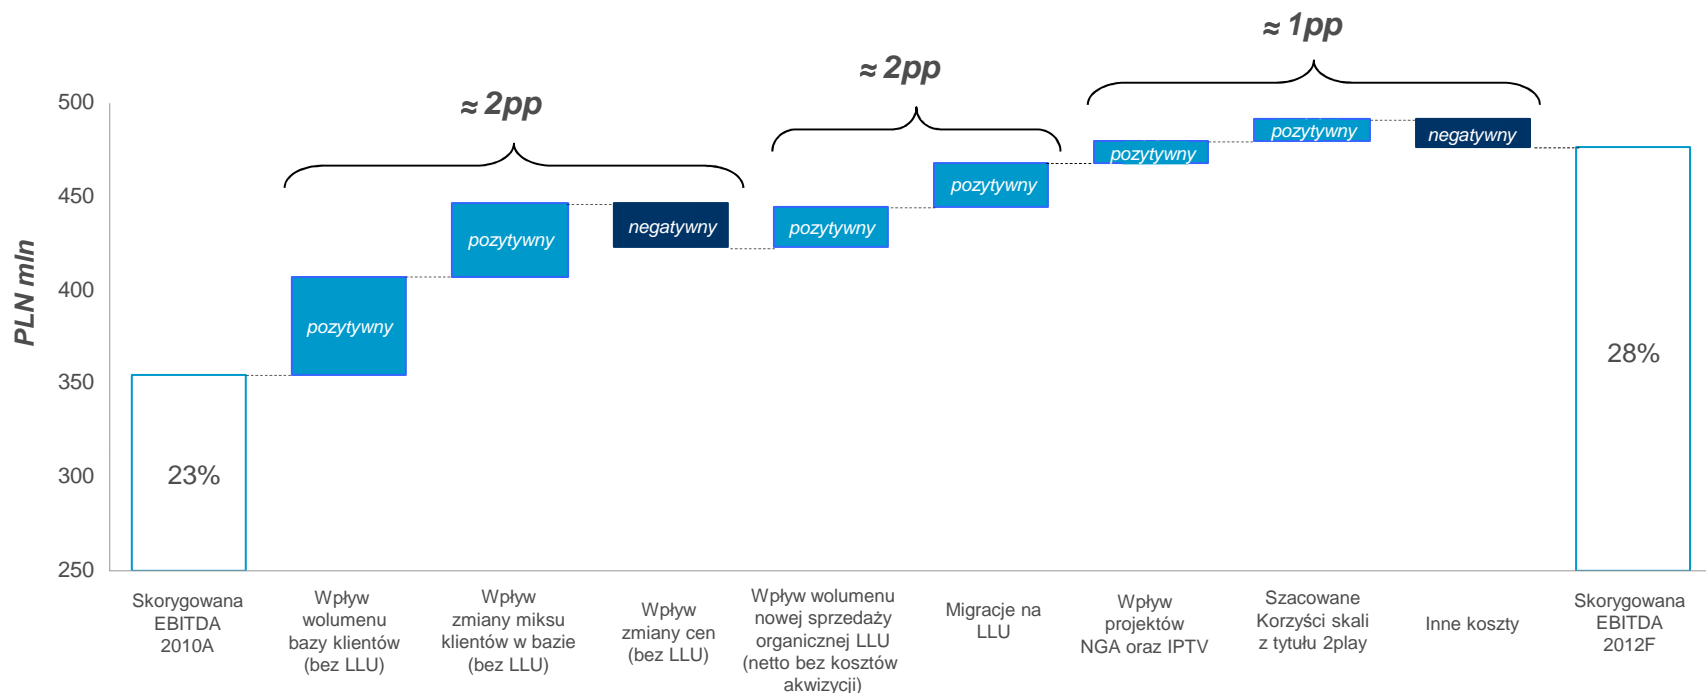 ≈ 1pp
≈ 2pp
≈ 2pp
PLN mln
500
450
400
350
300
250
23%
pozytywny
pozytywny
negatywny
pozytywny
pozytywny
pozytywny
pozytywny
negatywny
28%
Skorygowana
EBITDA
2010A
Wpływ
wolumenu
bazy klientów
(bez LLU)
Wpływ
zmiany miksu
klientów w bazie
(bez LLU)
Wpływ
zmiany cen
(bez LLU)
Wpływ wolumenu
nowej sprzedaży
organicznej LLU
(netto bez kosztów
akwizycji)
Migracje na
LLU
Wpływ
projektów
NGA oraz IPTV
Szacowane
Korzyści skali
z tytułu 2play
Inne koszty
Skorygowana
EBITDA
2012F